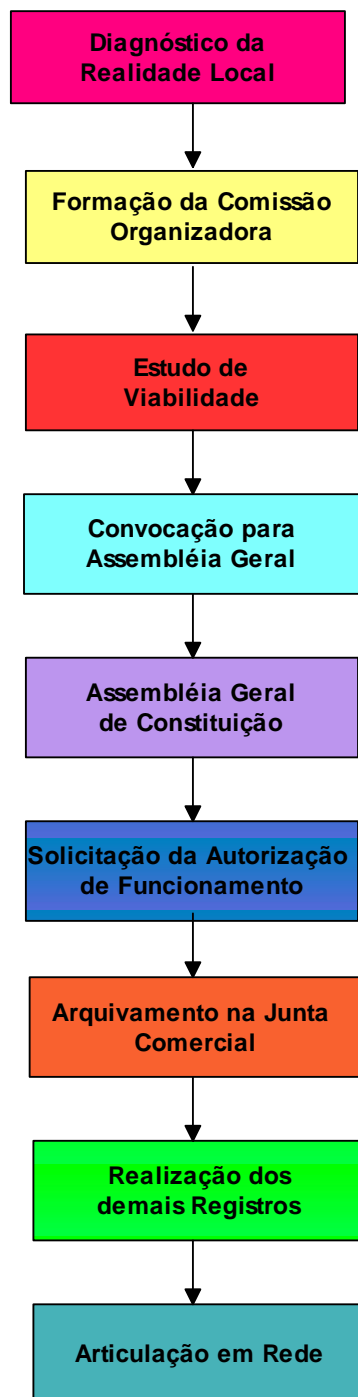 Diagnóstico da
Realidade Local
Formação da Comissão
Organizadora
Estudo de
Viabilidade
Convocação para
Assembléia Geral
Assembléia Geral
de Constituição
Solicitação da Autorização
de Funcionamento
Arquivamento na Junta
Comercial
Realização dos
demais Registros
Articulação em Rede